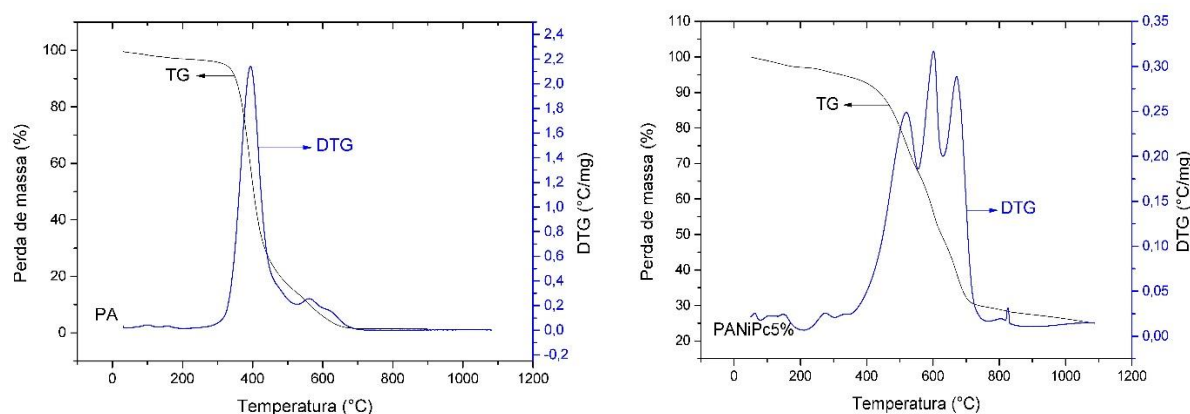 100
80
60
40
20
0
Perda de massa (%)
TG
DTG
PA
2,4
2,2
2,0
1,8
1,6
1,4
1,2
1,0
0,8
0,6
0,4
0,2
0,0
-0,2
DTG (°C/mg)
0 200 400 600 800 1000 1200
Temperatura (°C)
110
100
90
80
70
60
50
40
30
20
Perda de massa (%)
TG
DTG
PANiPc5%
0,35
0,30
0,25
0,20
0,15
0,10
0,05
0,00
DTG (°C/mg)
0 200 400 600 800 1000 1200
Temperatura (°C)